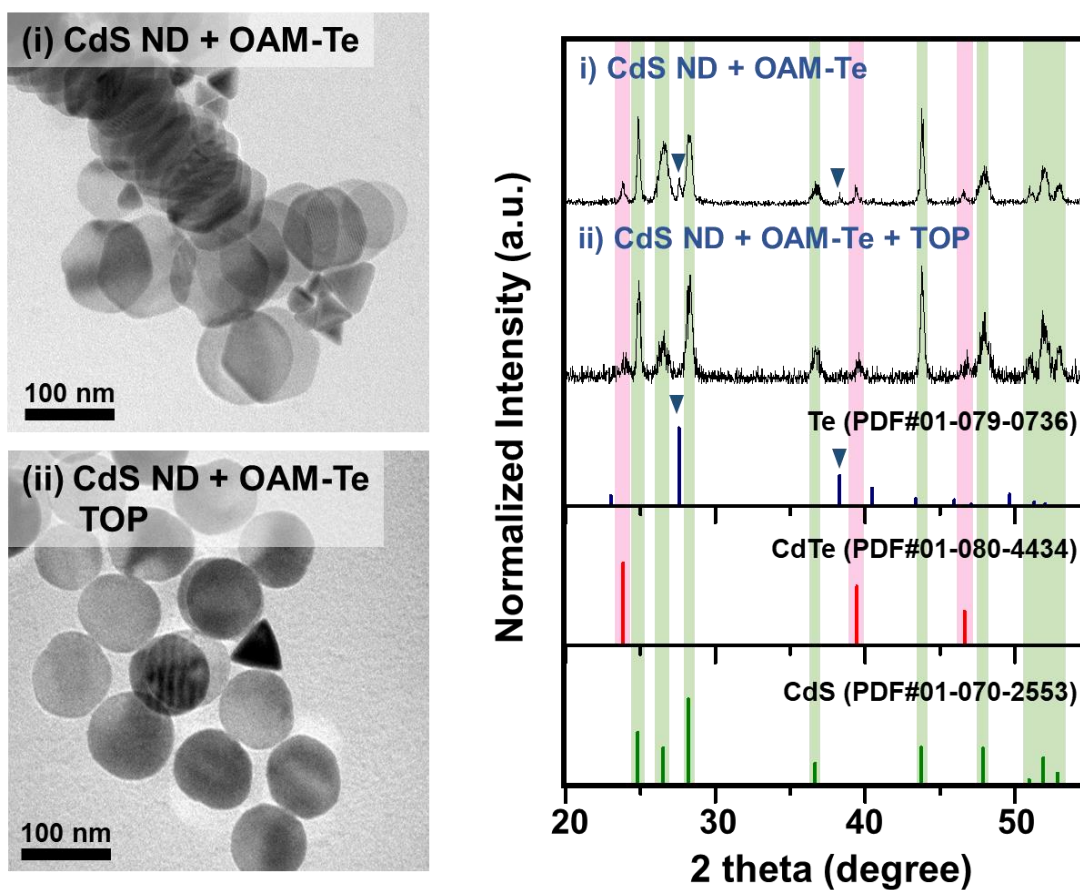 (i) CdS ND + OAM-Te
100 nm
(ii) CdS ND + OAM-Te
TOP
100 nm
Normalized Intensity (a.u.)
i) CdS ND + OAM-Te
ii) CdS ND + OAM-Te + TOP
Te (PDF#01-079-0736)
CdTe (PDF#01-080-4434)
CdS (PDF#01-070-2553)
20 30 40 50
2 theta (degree)